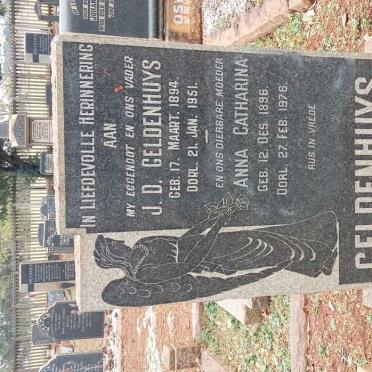 IN LIEFDEVOLLE HERINNERING
AAN
MY EGGENOOT EN ONS VADER
J. D. GELDENHUYS
GEB. 17. MAART. 1894.
OORL. 21. JAN. 1951.
EN ONS DIERBARE MOEDER
ANNA CATHARINA
GEB. 12. DES. 1896.
OORL. 27. FEB. 1976.
RUS IN VREDE
GELDENHUYS